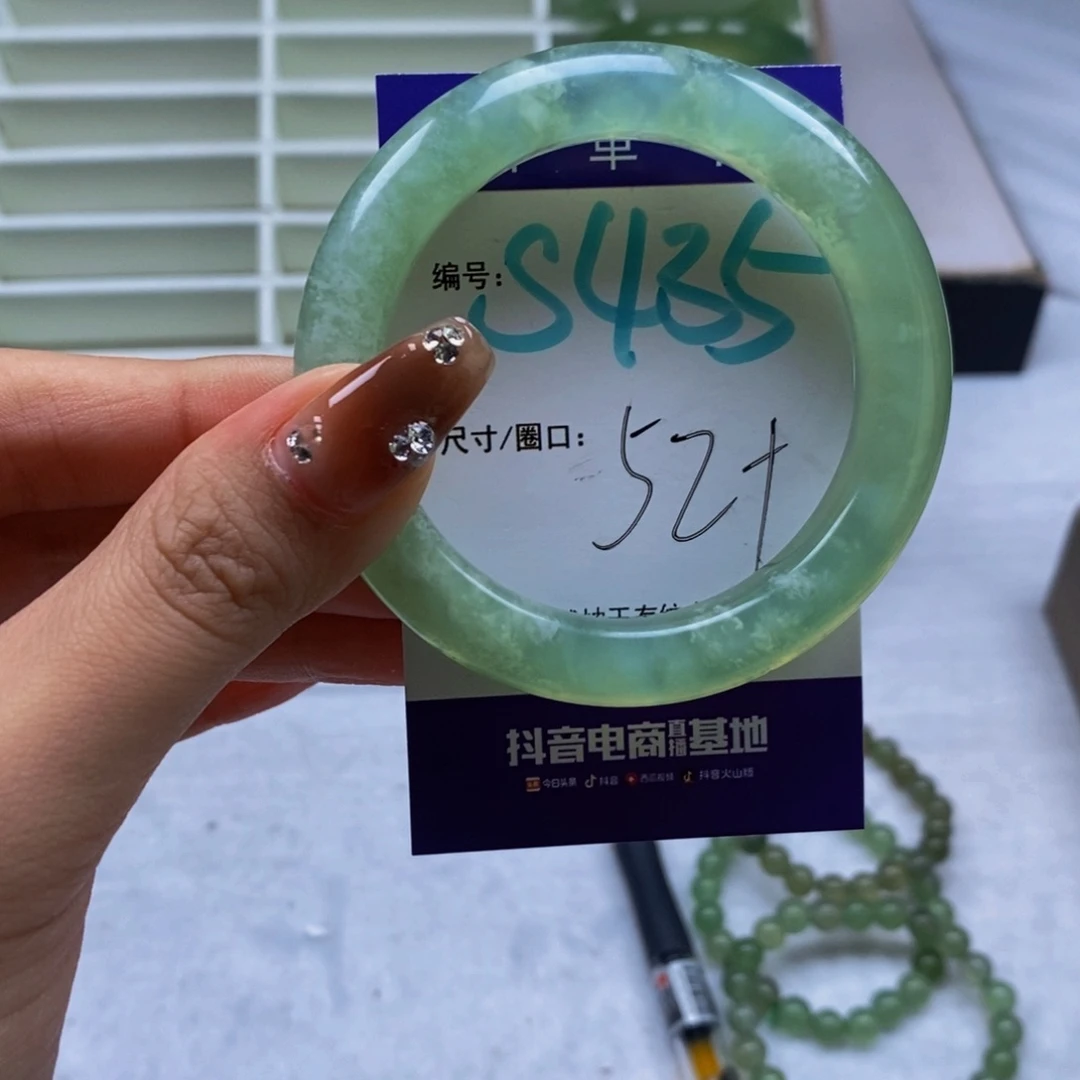 单
编号：S435
尺寸/圈口：52+
抖音电商直播基地
今日头条 抖音 西瓜视频 抖音火山版